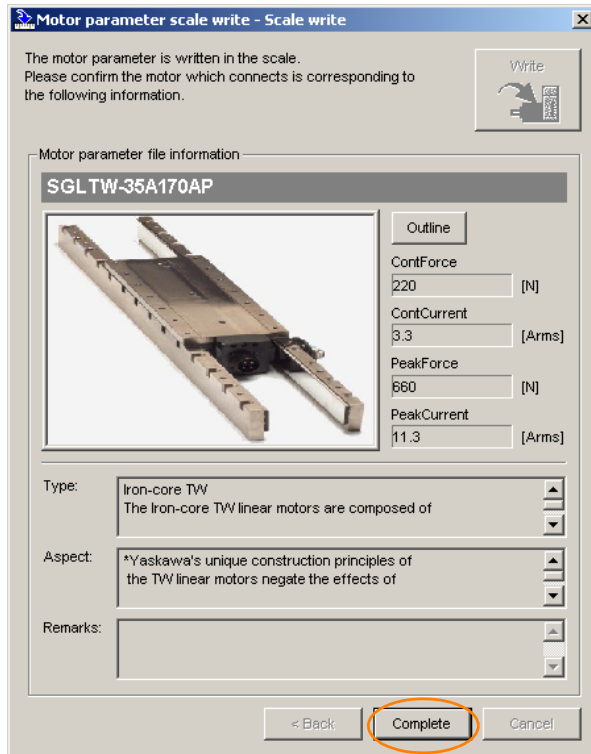 Motor parameter scale write - Scale write
The motor parameter is written in the scale.
Please confirm the motor which connects is corresponding to
the following information.
Write
Motor parameter file information
SGLTW-35A170AP
Outline
ContForce
220 [N]
ContCurrent
3.3 [Arms]
PeakForce
660 [N]
PeakCurrent
11.3 [Arms]
Type:
Iron-core TW
The Iron-core TW linear motors are composed of
Aspect:
*Yaskawa's unique construction principles of
the TW linear motors negate the effects of
Remarks:
< Back
Complete
Cancel